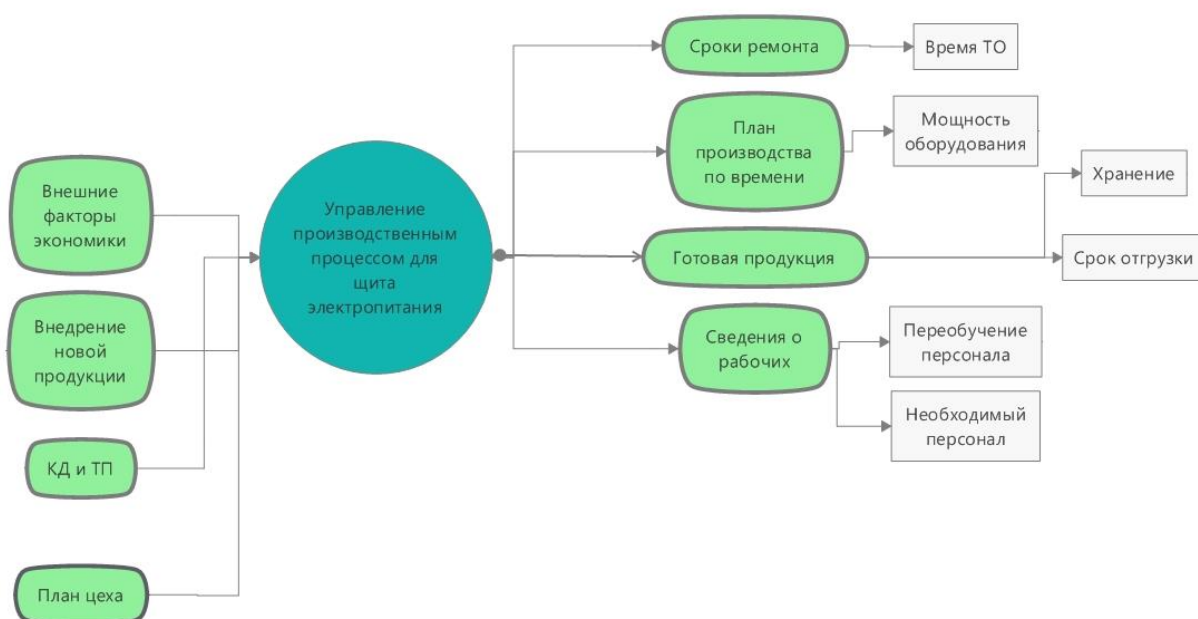 Внешние
факторы
экономики
Внедрение
новой
продукции
КД и ТП
План цеха
Управление
производственным
процессом для
щита
электропитания
Сроки ремонта
Время ТО
План
производства
по времени
Мощность
оборудования
Готовая продукция
Хранение
Срок отгрузки
Сведения о
рабочих
Переобучение
персонала
Необходимый
персонал